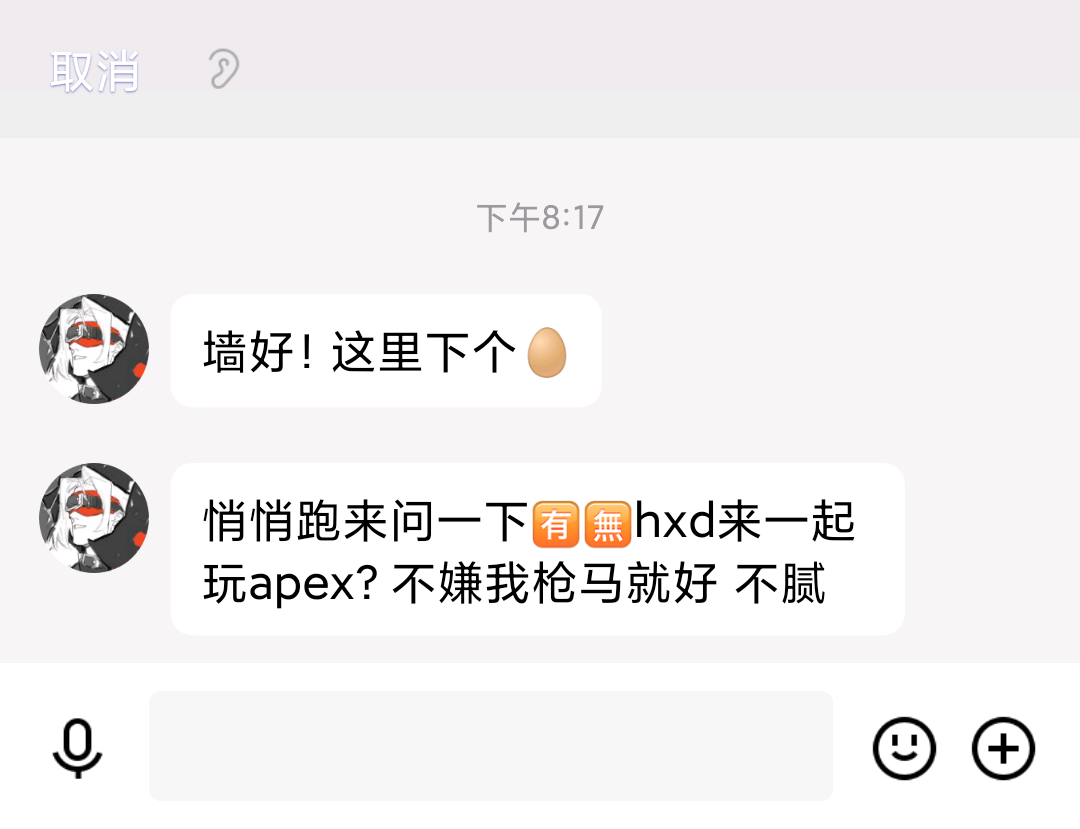 取消
下午8:17
墙好！这里下个🥚
悄悄跑来问一下🈶🈚hxd来一起
玩apex？不嫌我枪马就好 不腻